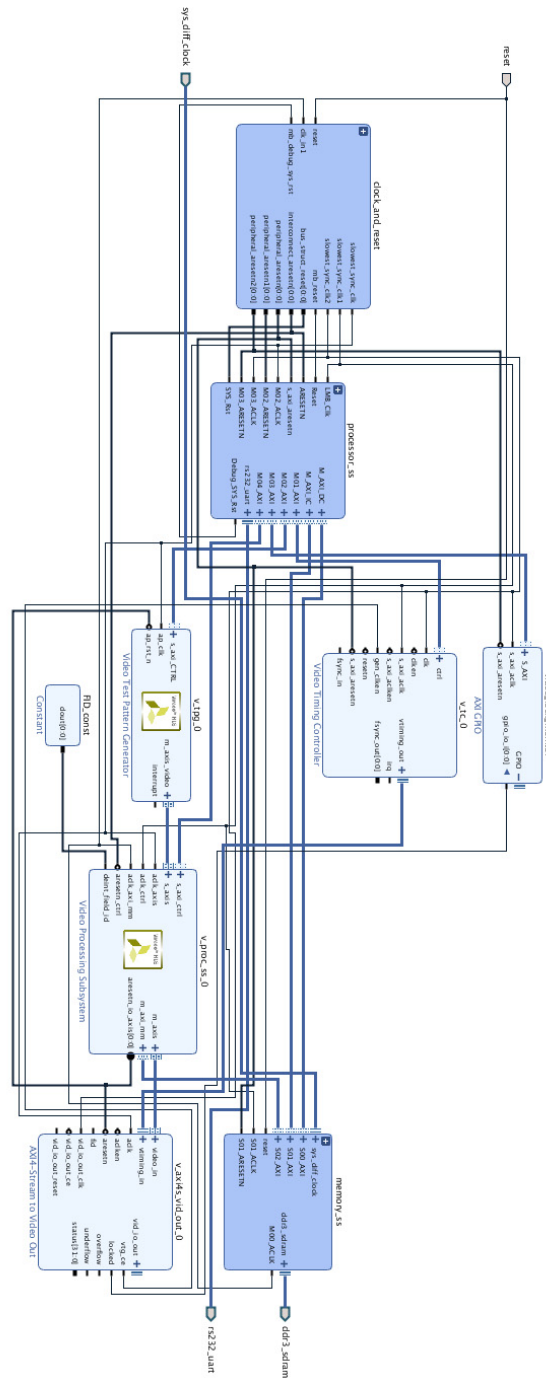 sys_diff_clock
reset
clock_and_reset
reset
clk_in1
mb_debug_sys_rst
slowest_sync_clk
slowest_sync_clk1
slowest_sync_clk2
mb_reset
bus_struct_reset[0:0]
interconnect_aresetn[0:0]
peripheral_aresetn[0:0]
peripheral_aresetn1[0:0]
peripheral_aresetn2[0:0]
processor_ss
LMB_Clk
Reset
ARESETN
s_axi_aresetn
M02_ACLK
M02_ARESETN
M03_ACLK
M03_ARESETN
SYS_Rst
M_AXI_DC
M_AXI_IC
M01_AXI
M02_AXI
M03_AXI
M04_AXI
rs232_uart
Debug_SYS_Rst
S_AXI
s_axi_aclk
s_axi_aresetn
GPIO
gpio_io_i[0:0]
AXI GPIO
v_tc_0
ctrl
clk
clken
s_axi_aclk
s_axi_aclken
gen_clken
resetn
s_axi_aresetn
fsync_in
vtiming_out
irq
fsync_out[0:0]
Video Timing Controller
v_tpg_0
s_axi_CTRL
ap_clk
ap_rst_n
m_axis_video
interrupt
Video Test Pattern Generator
FID_const
dout[0:0]
Constant
v_proc_ss_0
s_axi_ctrl
s_axis
aclk_axis
aclk_ctrl
aclk_axi_mm
aresetn_ctrl
deint_field_id
m_axis
m_axi_mm
aresetn_io_axis[0:0]
Video Processing Subsystem
memory_ss
sys_diff_clock
S00_AXI
S01_AXI
S02_AXI
reset
S01_ACLK
S01_ARESETN
ddr3_sdram
M00_ACLK
v_axi4s_vid_out_0
video_in
vtiming_in
aclk
aclken
aresetn
fid
vid_io_out_clk
vid_io_out_ce
vid_io_out_reset
vid_io_out
vtg_ce
locked
overflow
underflow
status[31:0]
AXI4-Stream to Video Out
rs232_uart
ddr3_sdram